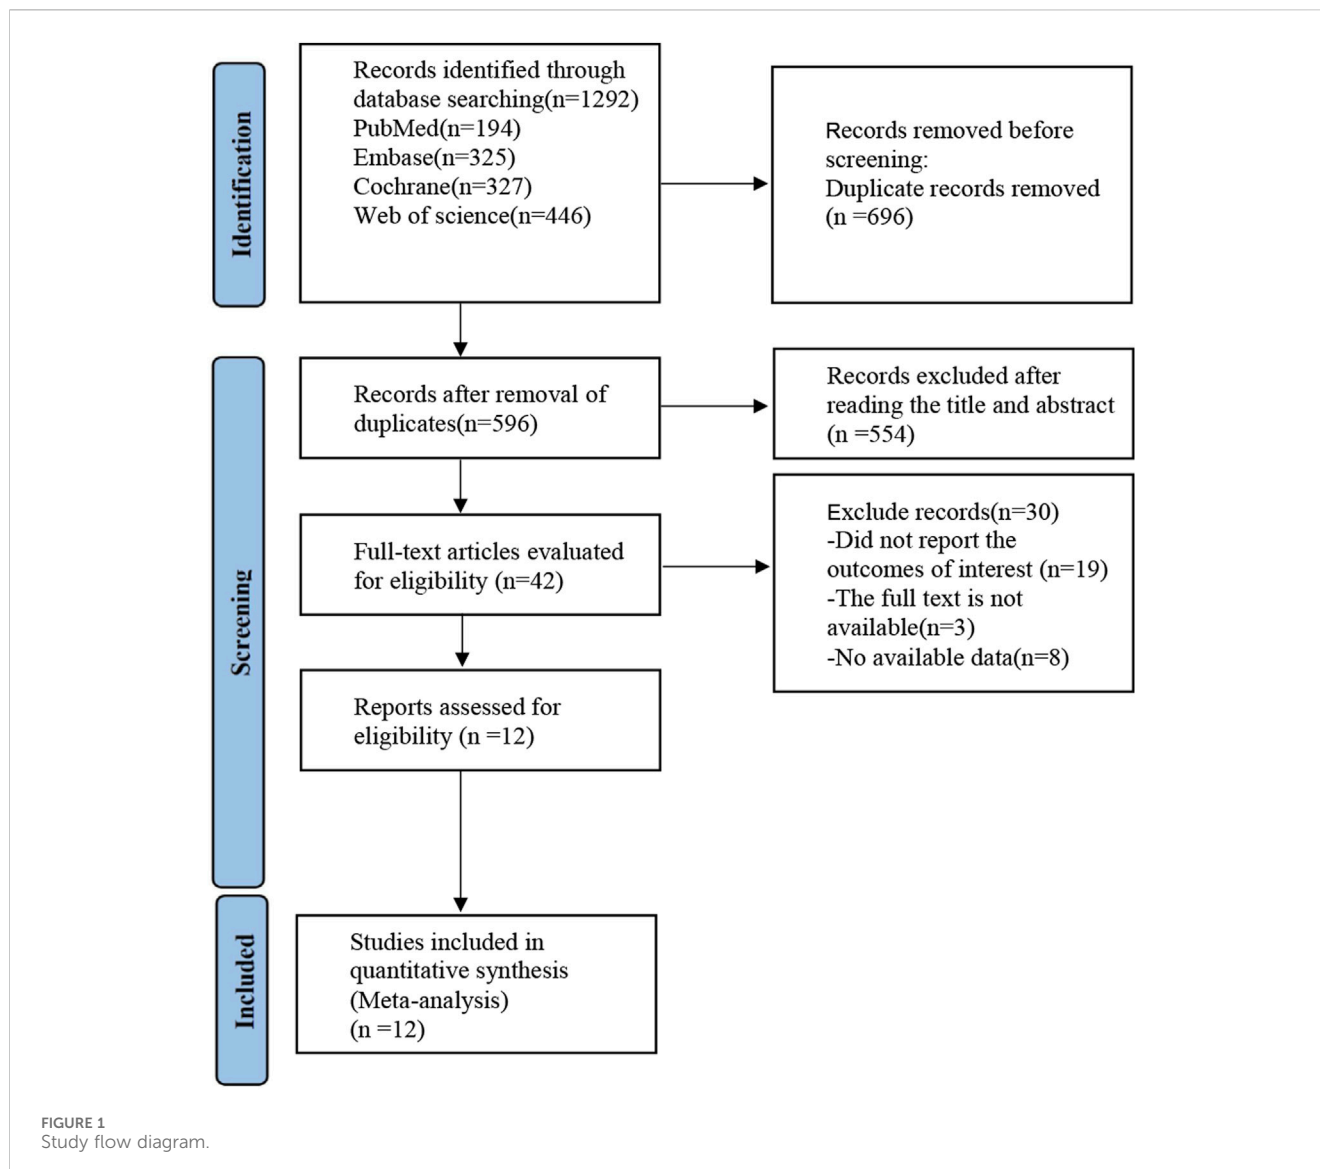 Identification
Records identified through
database searching(n=1292)
PubMed(n=194)
Embase(n=325)
Cochrane(n=327)
Web of science(n=446)
Records removed before
screening:
Duplicate records removed
(n =696)
Screening
Records after removal of
duplicates(n=596)
Records excluded after
reading the title and abstract
(n =554)
Full-text articles evaluated
for eligibility (n=42)
Exclude records(n=30)
-Did not report the
outcomes of interest (n=19)
-The full text is not
available(n=3)
-No available data(n=8)
Reports assessed for
eligibility (n =12)
Included
Studies included in
quantitative synthesis
(Meta-analysis)
(n =12)
FIGURE 1
Study flow diagram.